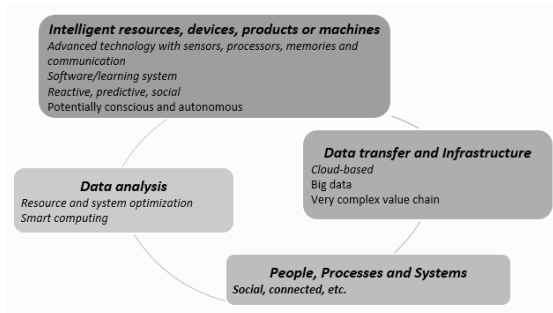 Intelligent resources, devices, products or machines
Advanced technology with sensors, processors, memories and
communication
Software/learning system
Reactive, predictive, social
Potentially conscious and autonomous
Data transfer and Infrastructure
Cloud-based
Big data
Very complex value chain
Data analysis
Resource and system optimization
Smart computing
People, Processes and Systems
Social, connected, etc.